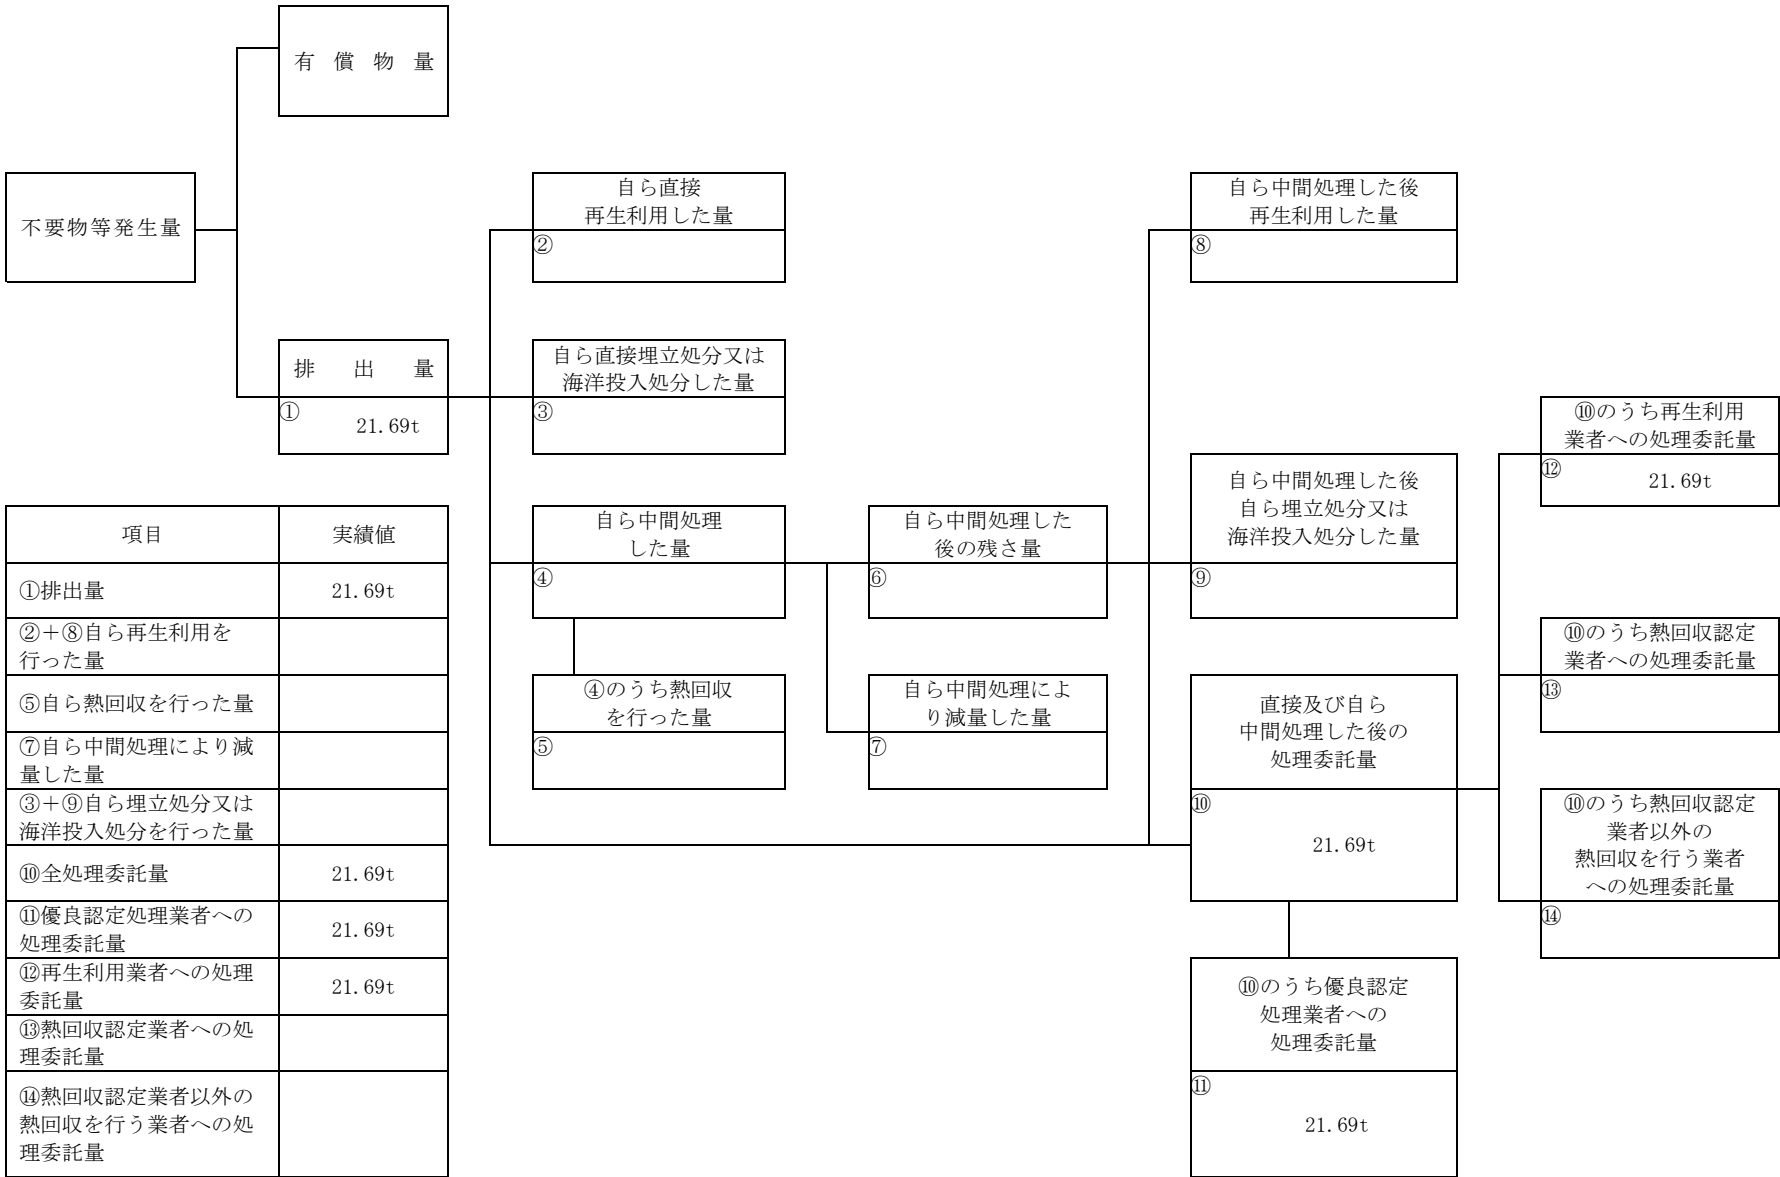 有償物量
不要物等発生量
排出量
①
21.69t
自ら直接
再生利用した量
②
自ら直接埋立処分又は
海洋投入処分した量
③
自ら中間処理
した量
④
④のうち熱回収
を行った量
⑤
自ら中間処理した
後の残さ量
⑥
自ら中間処理によ
り減量した量
⑦
自ら中間処理した後
再生利用した量
⑧
自ら中間処理した後
自ら埋立処分又は
海洋投入処分した量
⑨
直接及び自ら
中間処理した後の
処理委託量
⑩
21.69t
⑩のうち優良認定
処理業者への
処理委託量
⑪
21.69t
⑩のうち再生利用
業者への処理委託量
⑫
21.69t
⑩のうち熱回収認定
業者への処理委託量
⑬
⑩のうち熱回収認定
業者以外の
熱回収を行う業者
への処理委託量
⑭
項目 実績値
①排出量 21.69t
②＋⑧自ら再生利用を
行った量
⑤自ら熱回収を行った量
⑦自ら中間処理により減
量した量
③＋⑨自ら埋立処分又は
海洋投入処分を行った量
⑩全処理委託量 21.69t
⑪優良認定処理業者への
処理委託量 21.69t
⑫再生利用業者への処理
委託量 21.69t
⑬熱回収認定業者への処
理委託量
⑭熱回収認定業者以外の
熱回収を行う業者への処
理委託量